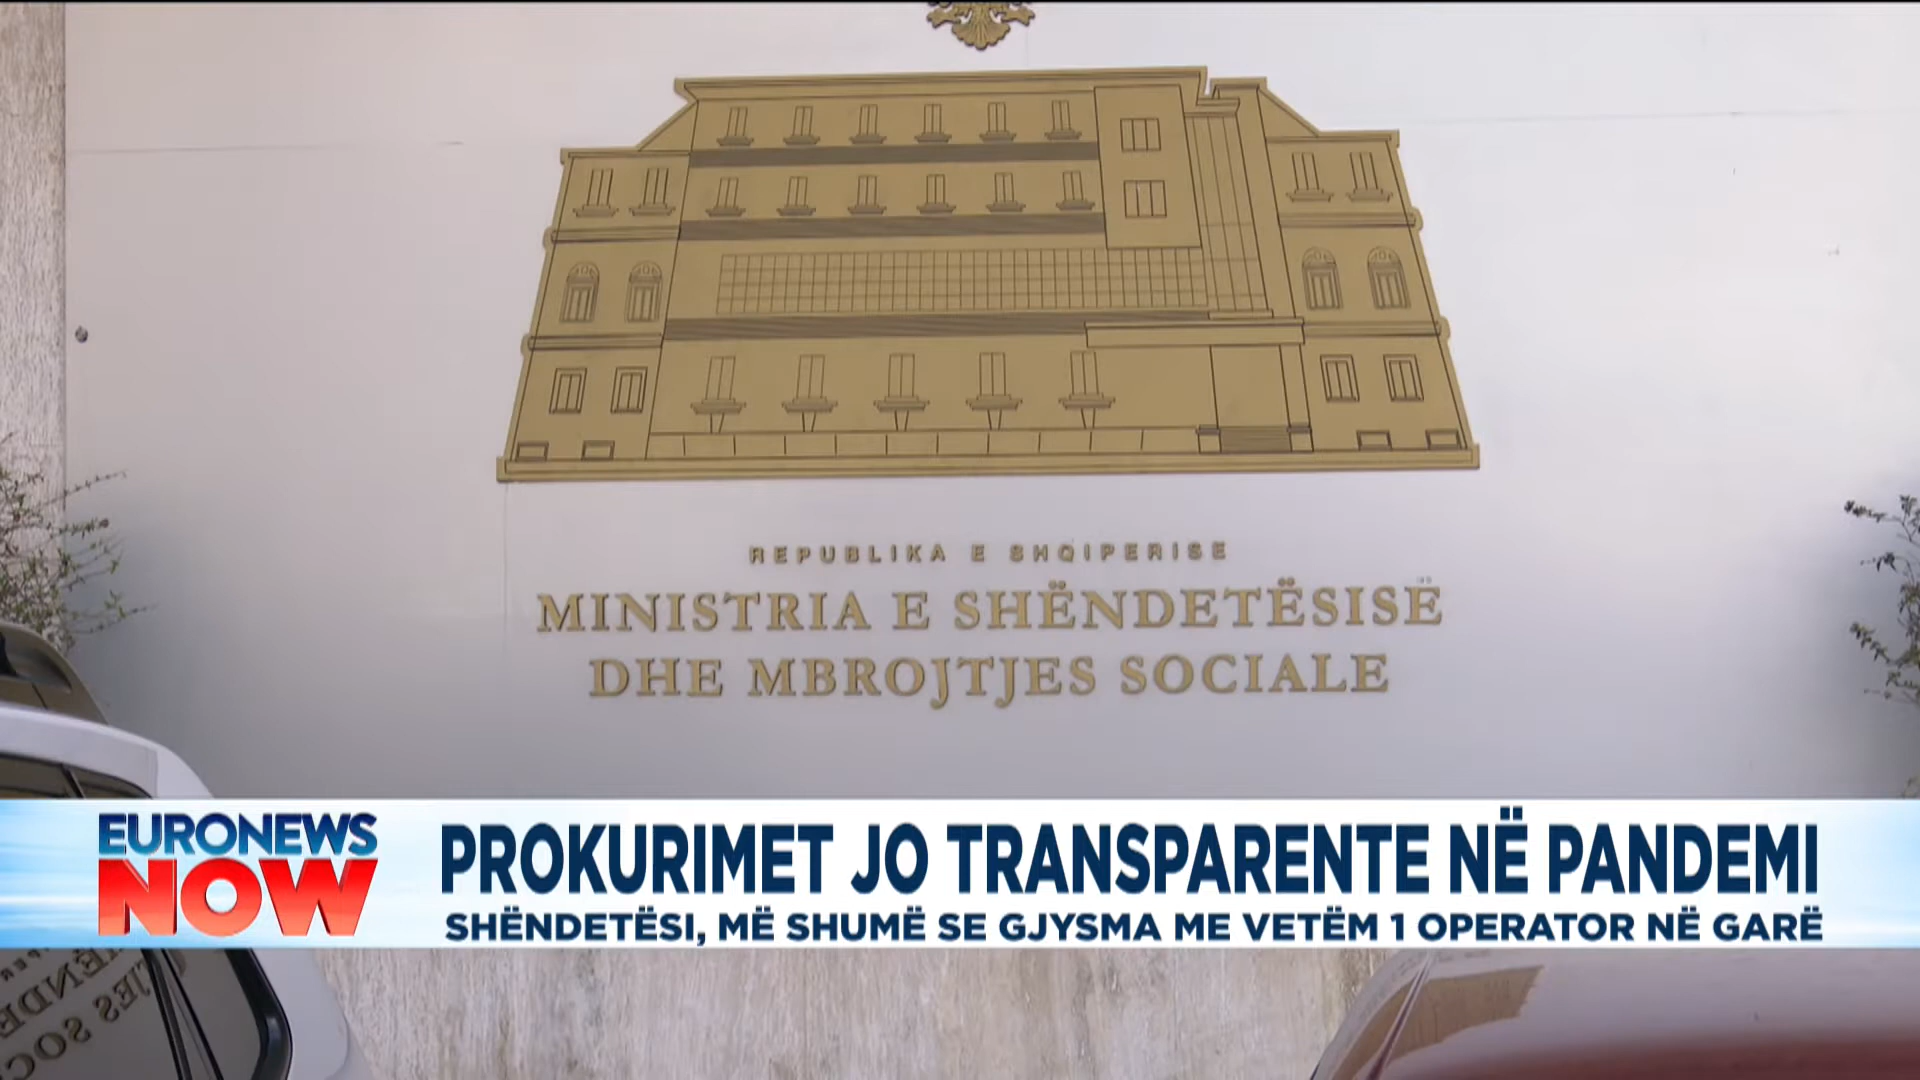 REPUBLIKA E SHQIPERISE
MINISTRIA E SHËNDETËSISË
DHE MBROJTJES SOCIALE
EURONEWS
NOW
PROKURIMET JO TRANSPARENTE NË PANDEMI
SHËNDETËSI, MË SHUMË SE GJYSMA ME VETËM 1 OPERATOR NË GARË